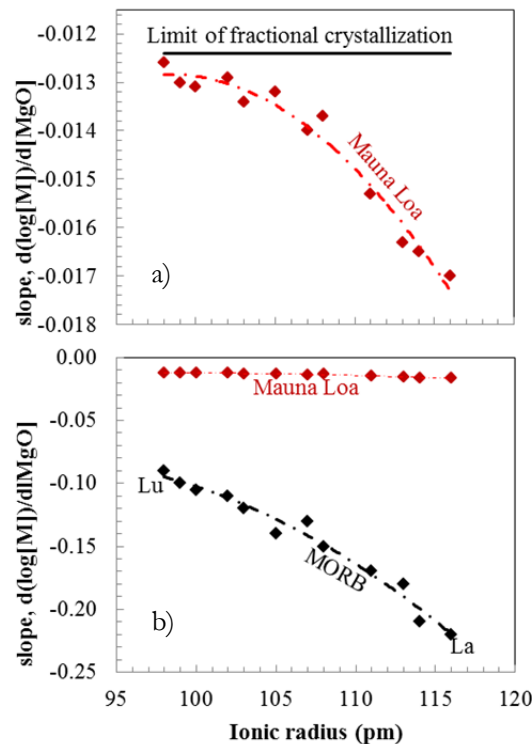 -0.012
Limit of fractional crystallization
-0.013
-0.014
-0.015
Mauna Loa
-0.016
-0.017
a)
-0.018
slope, d(log[M])/d[MgO]
0.00
Mauna Loa
-0.05
Lu
-0.10
-0.15
MORB
-0.20
b)
La
-0.25
slope, d(log[M])/d[MgO]
95 100 105 110 115 120
Ionic radius (pm)